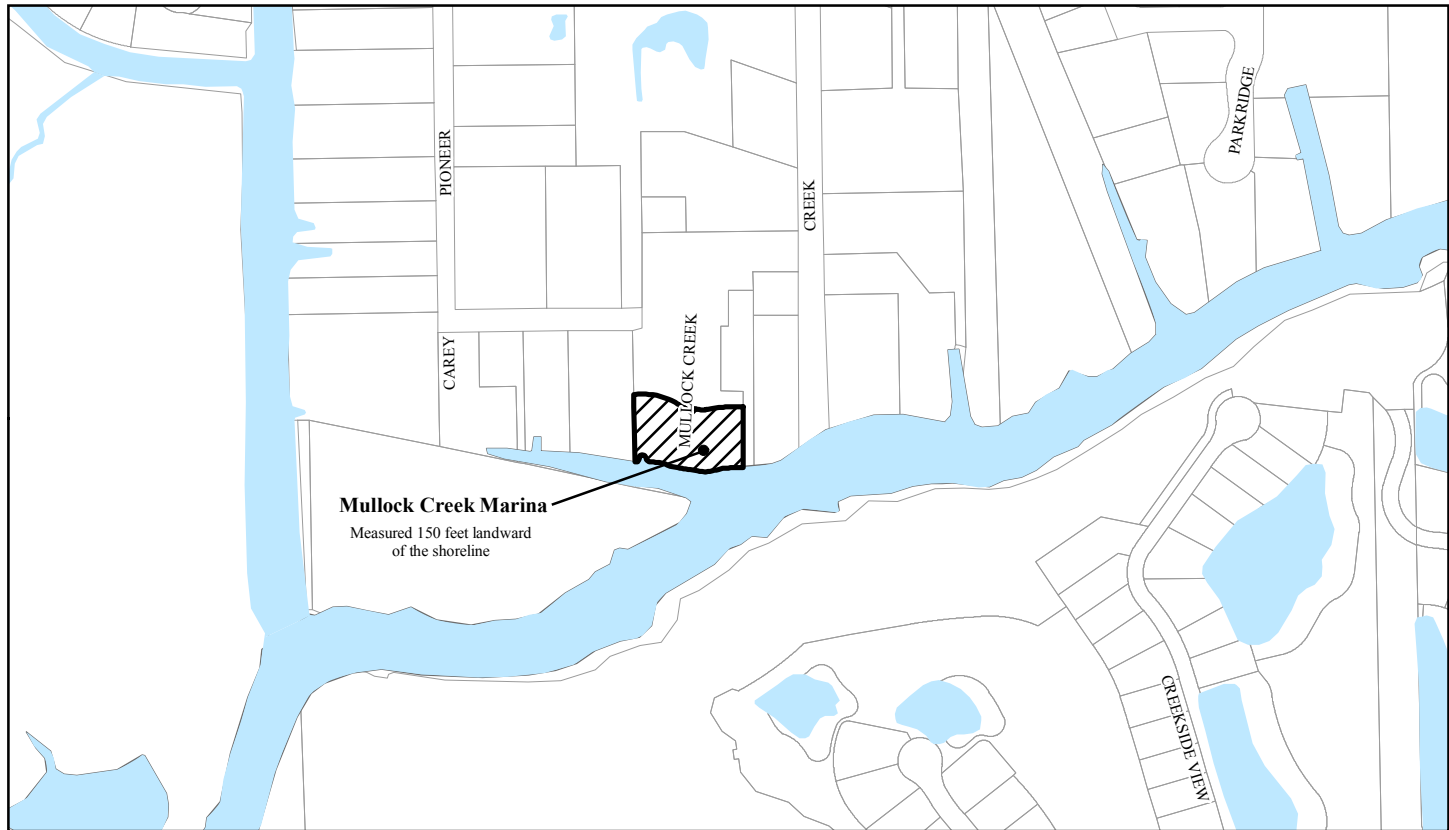 PARKRIDGE
PIONEER
CREEK
CAREY
MULLOCK CREEK
Mullock Creek Marina
Measured 150 feet landward
of the shoreline
CREEKSIDE VIEW